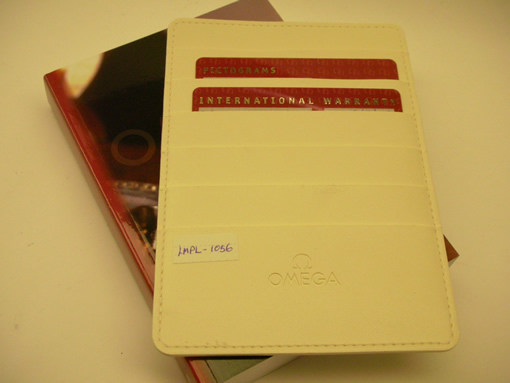 PICTOGRAMS
INTERNATIONAL WARRANTY
LMPL-1056
Ω
OMEGA